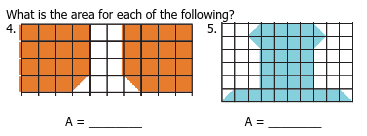 What is the area for each of the following?
4. 5.
A = ________ A = ________